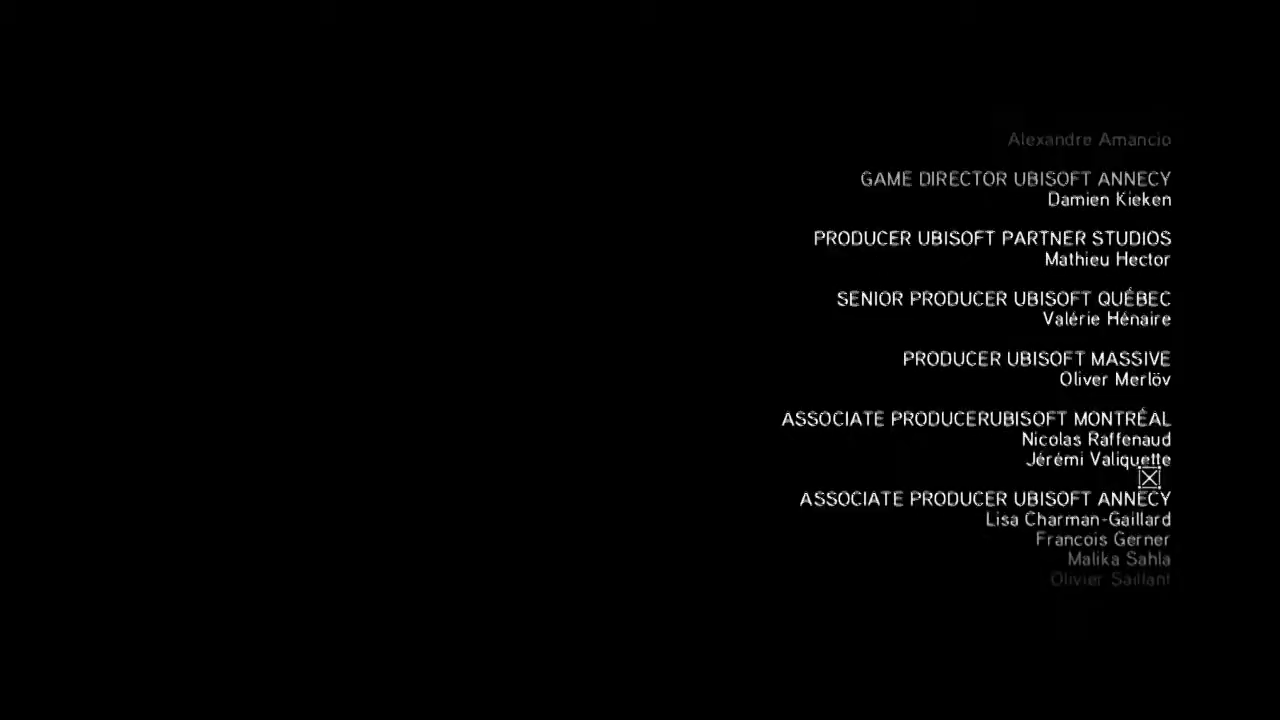 Alexandre Amancio
GAME DIRECTOR UBISOFT ANNECY
Damien Kieken
PRODUCER UBISOFT PARTNER STUDIOS
Mathieu Hector
SENIOR PRODUCER UBISOFT QUÉBEC
Valérie Hénaire
PRODUCER UBISOFT MASSIVE
Oliver Merlöv
ASSOCIATE PRODUCERUBISOFT MONTRÉAL
Nicolas Raffenaud
Jérémi Valiquette
ASSOCIATE PRODUCER UBISOFT ANNECY
Lisa Charman-Gaillard
Francois Gerner
Malika Sahla
Olivier Saillant